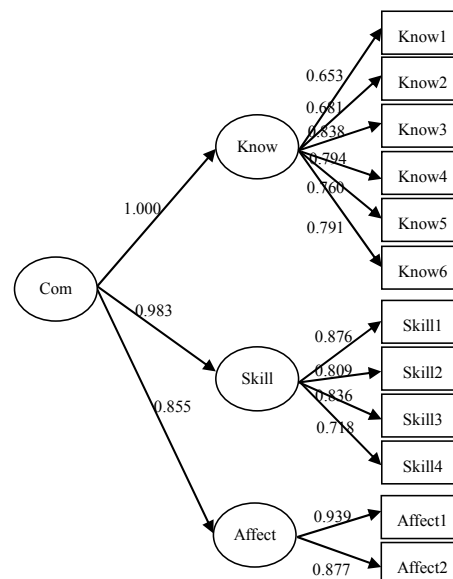 Know1
0.653
Know2
0.681
Know3
0.838
Know
Know4
0.794
Know5
0.760
1.000
0.791
Know6
Com
0.983
Skill1
0.876
Skill2
0.809
Skill
0.836
Skill3
0.855
0.718
Skill4
0.939
Affect1
Affect
0.877
Affect2